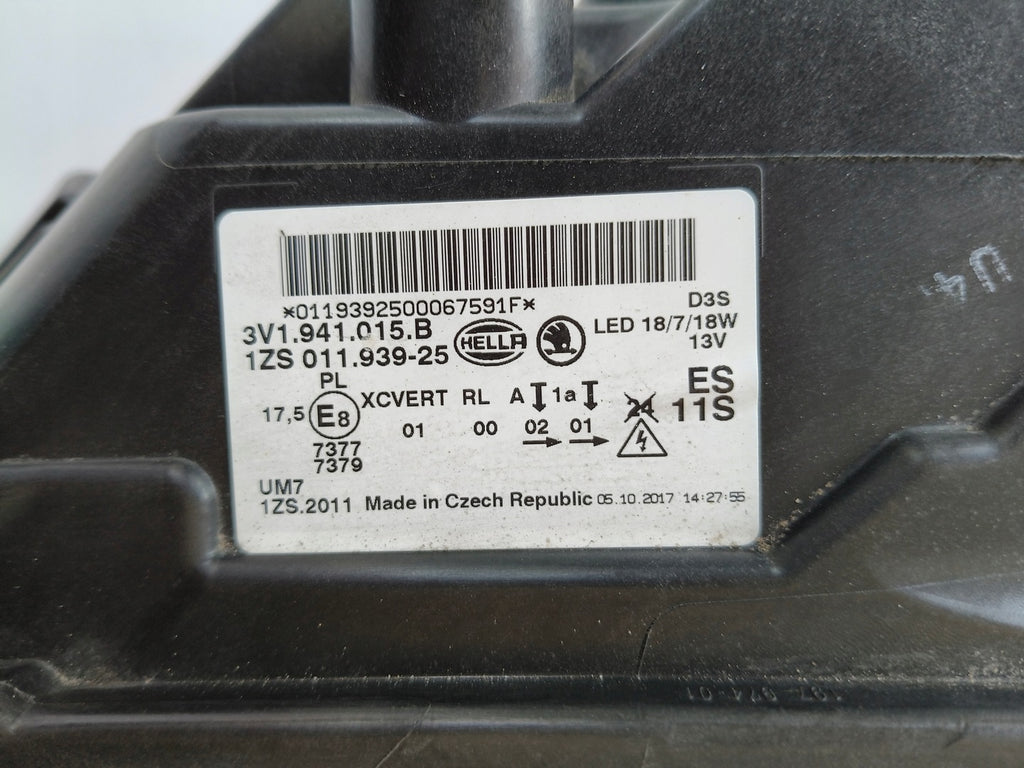 *0119392500067591F*
3V1.941.015.B
1ZS 011.939-25
HELLA
D3S
LED 18/7/18W
13V
PL
17,5 E8
7377
7379
XCVERT RL A 1a
01 00 02 01
ES
24 11S
UM7
1ZS.2011 Made in Czech Republic 05.10.2017 14:27:55
U4.